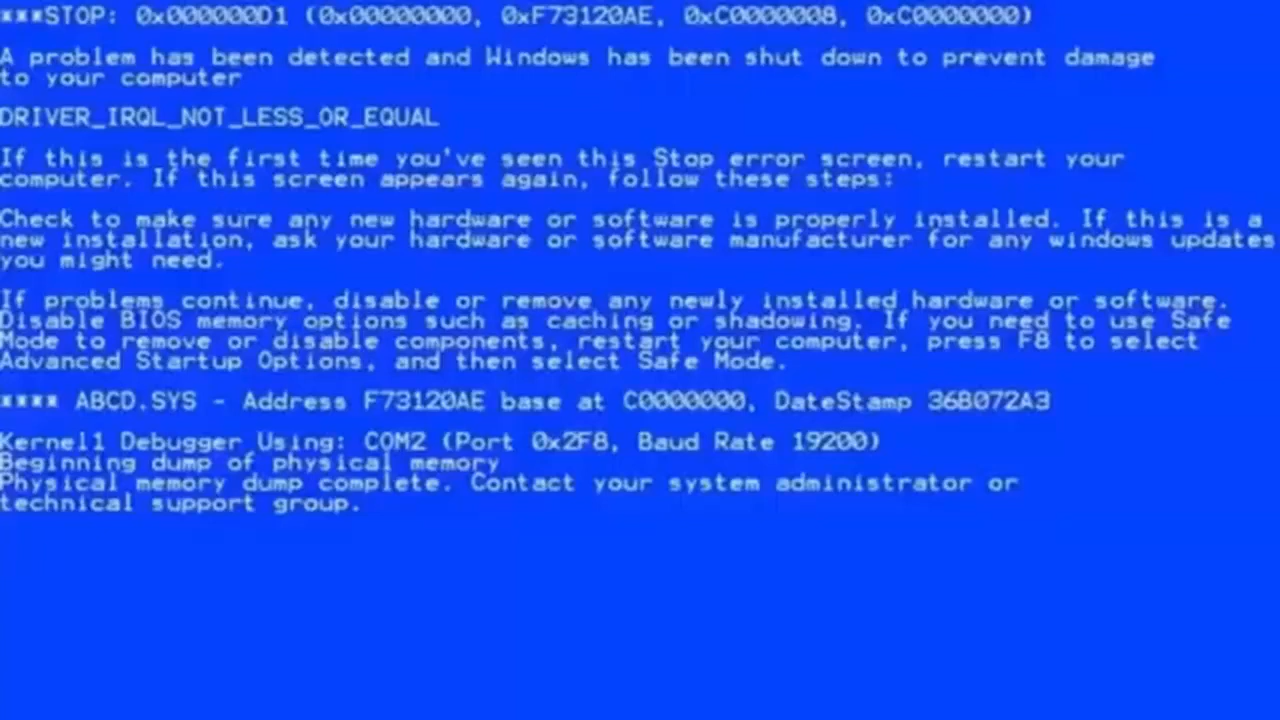 ***STOP: 0x000000D1 (0x00000000, 0xF73120AE, 0xC0000008, 0xC0000000)
A problem has been detected and Windows has been shut down to prevent damage
to your computer
DRIVER_IRQL_NOT_LESS_OR_EQUAL
If this is the first time you've seen this Stop error screen, restart your
computer. If this screen appears again, follow these steps:
Check to make sure any new hardware or software is properly installed. If this is a
new installation, ask your hardware or software manufacturer for any windows updates
you might need.
If problems continue, disable or remove any newly installed hardware or software.
Disable BIOS memory options such as caching or shadowing. If you need to use Safe
Mode to remove or disable components, restart your computer, press F8 to select
Advanced Startup Options, and then select Safe Mode.
**** ABCD.SYS - Address F73120AE base at C0000000, DateStamp 36B072A3
Kernel1 Debugger Using: COM2 (Port 0x2F8, Baud Rate 19200)
Beginning dump of physical memory
Physical memory dump complete. Contact your system administrator or
technical support group.